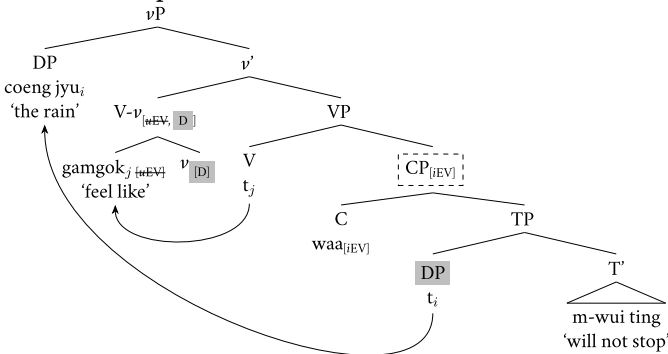 νP
DP
ν’
coeng jyuᵢ
‘the rain’
V-ν[uEV, D ]
VP
gamgokⱼ [uEV]
ν[D]
‘feel like’
V
tⱼ
CP[iEV]
C
waa[iEV]
TP
DP
tᵢ
T’
m-wui ting
‘will not stop’